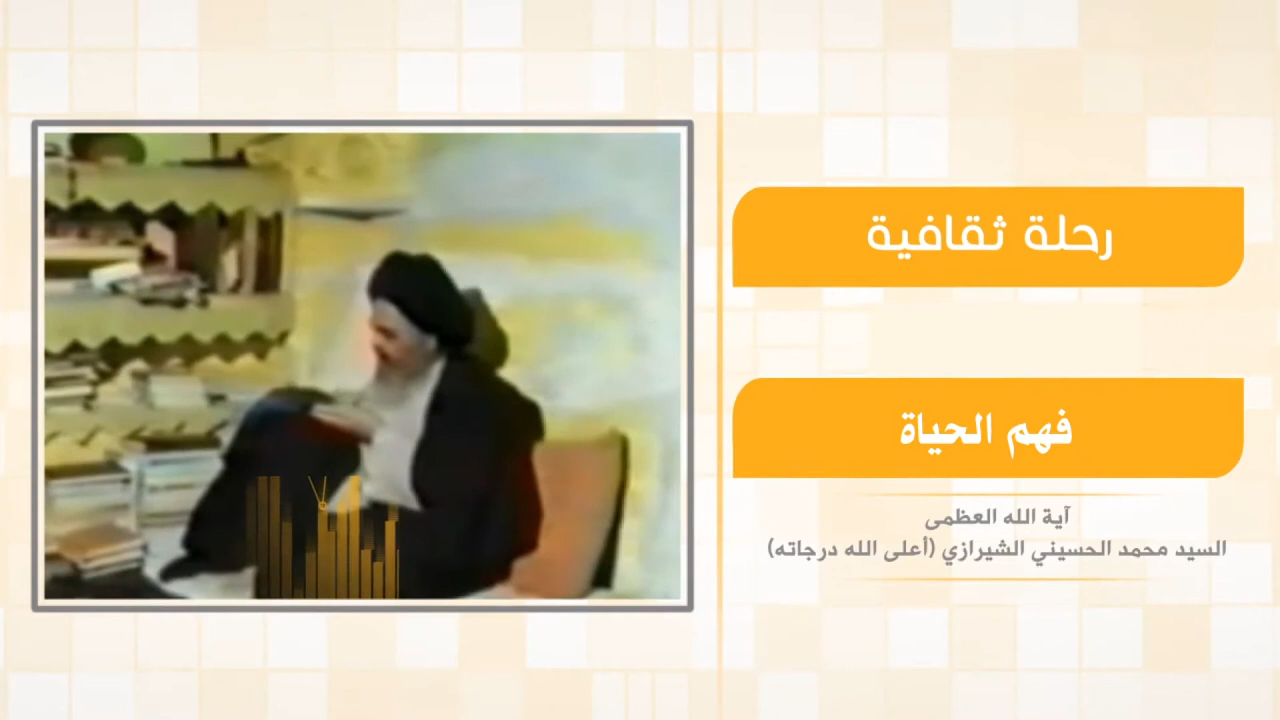 رحلة ثقافية
فهم الحياة
آية الله العظمى
السيد محمد الحسيني الشيرازي (أعلى الله درجاته)